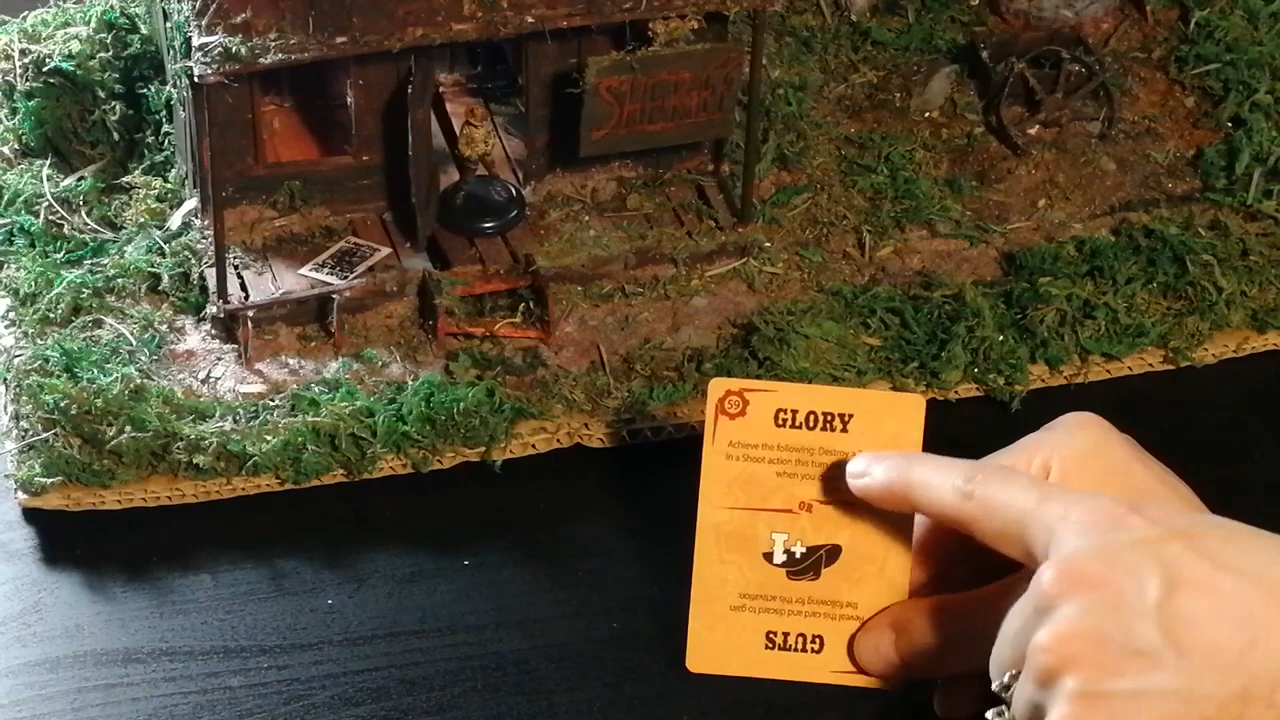 SHERIFF
59
GLORY
Achieve the following: Destroy a
in a Shoot action this turn
when you
OR
1+
Reveal this card and discard to gain
the following for this activation:
GUTS